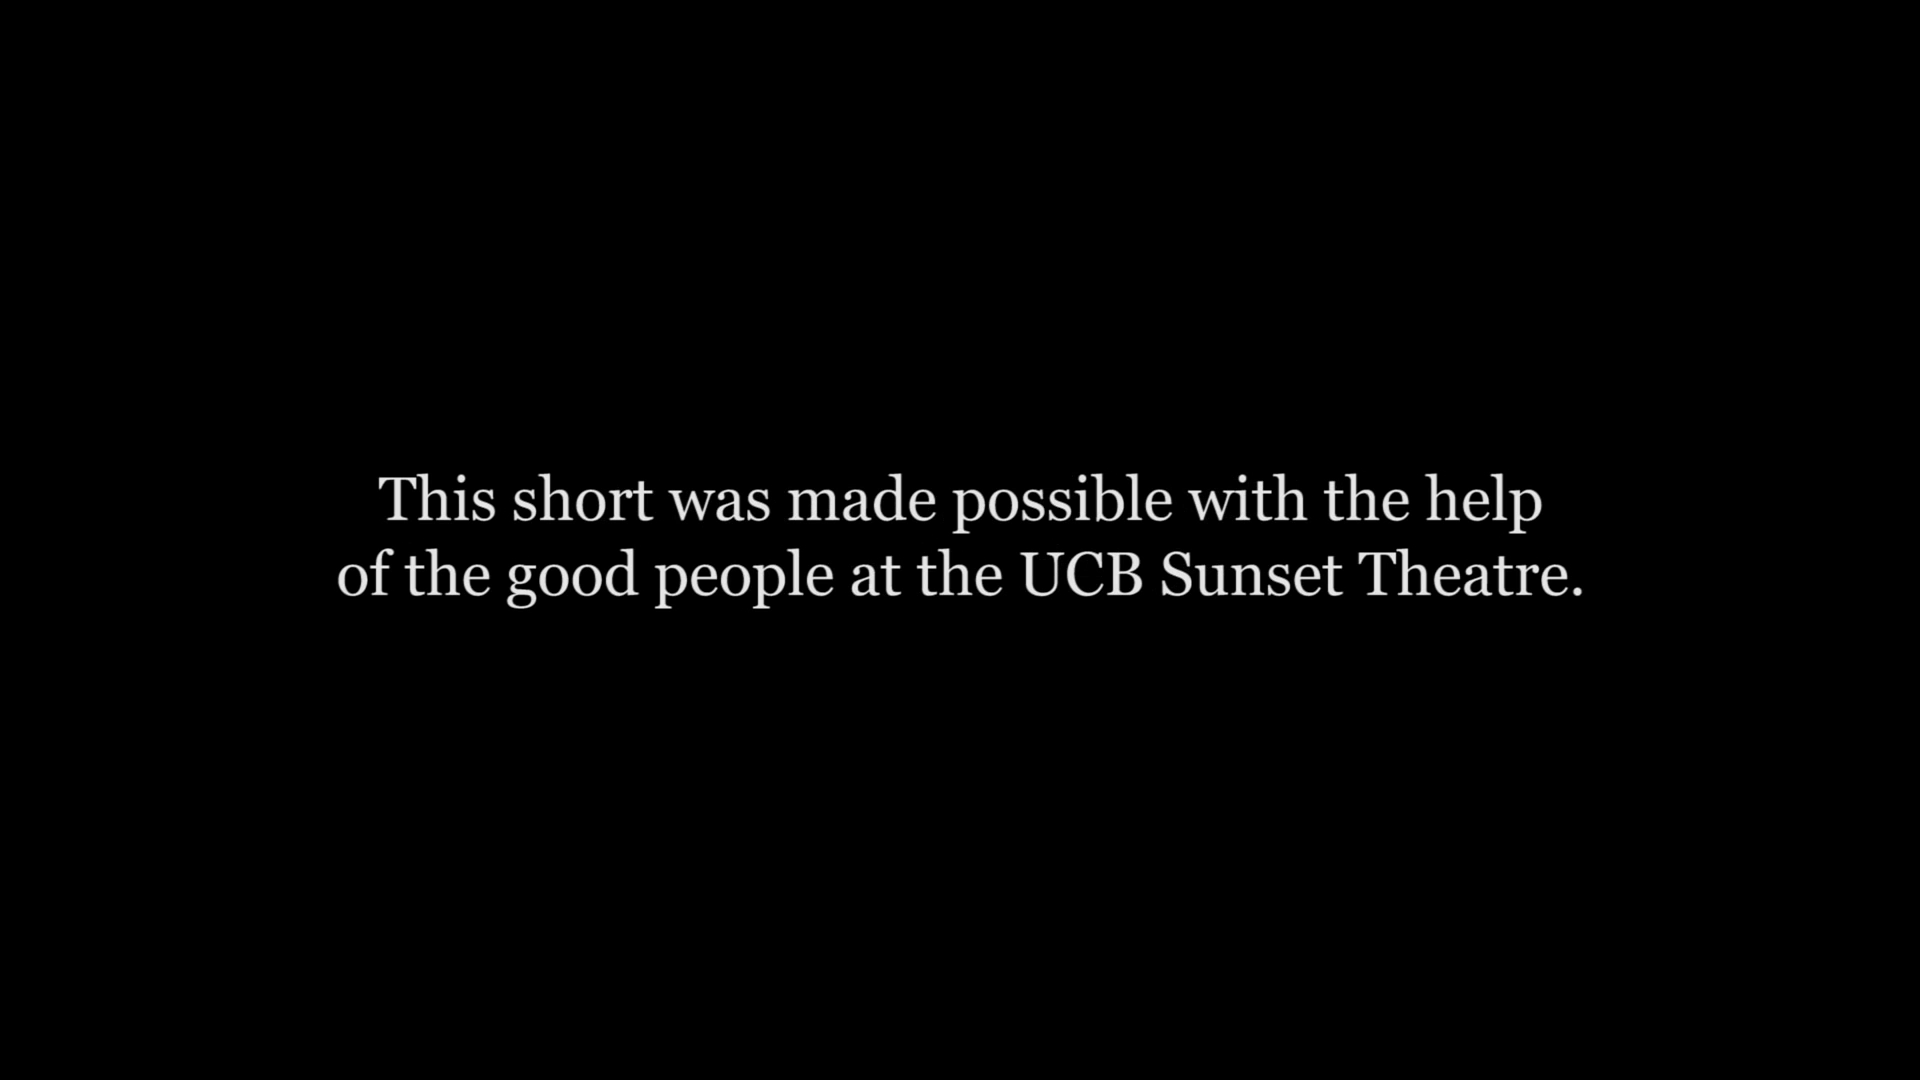 This short was made possible with the help
of the good people at the UCB Sunset Theatre.